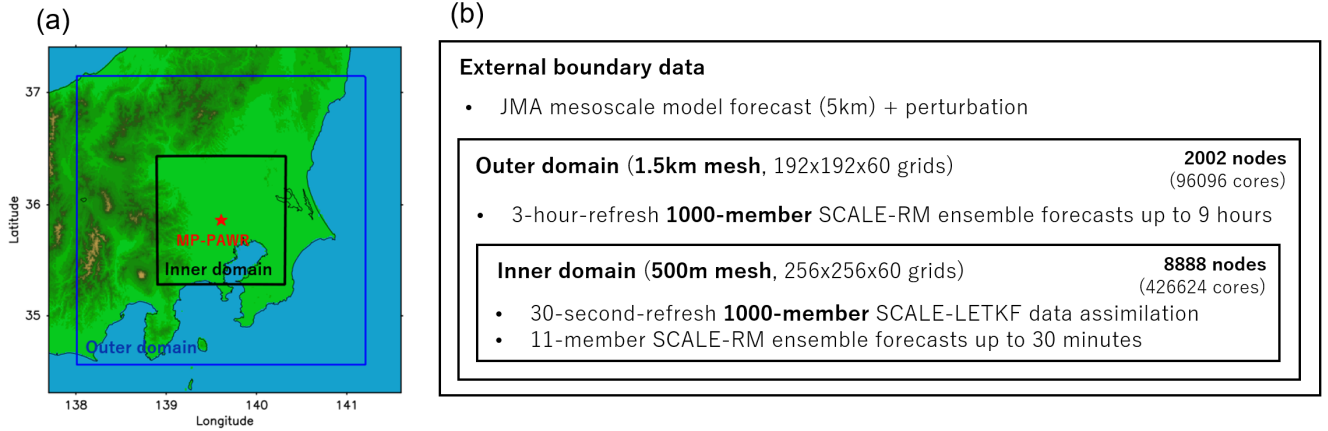 (a)
37
36
35
Latitude
138
139
140
141
Longitude
MP-PAWR
Inner domain
Outer domain
(b)
External boundary data
• JMA mesoscale model forecast (5km) + perturbation
Outer domain (1.5km mesh, 192x192x60 grids)
2002 nodes
(96096 cores)
• 3-hour-refresh 1000-member SCALE-RM ensemble forecasts up to 9 hours
Inner domain (500m mesh, 256x256x60 grids)
8888 nodes
(426624 cores)
• 30-second-refresh 1000-member SCALE-LETKF data assimilation
• 11-member SCALE-RM ensemble forecasts up to 30 minutes